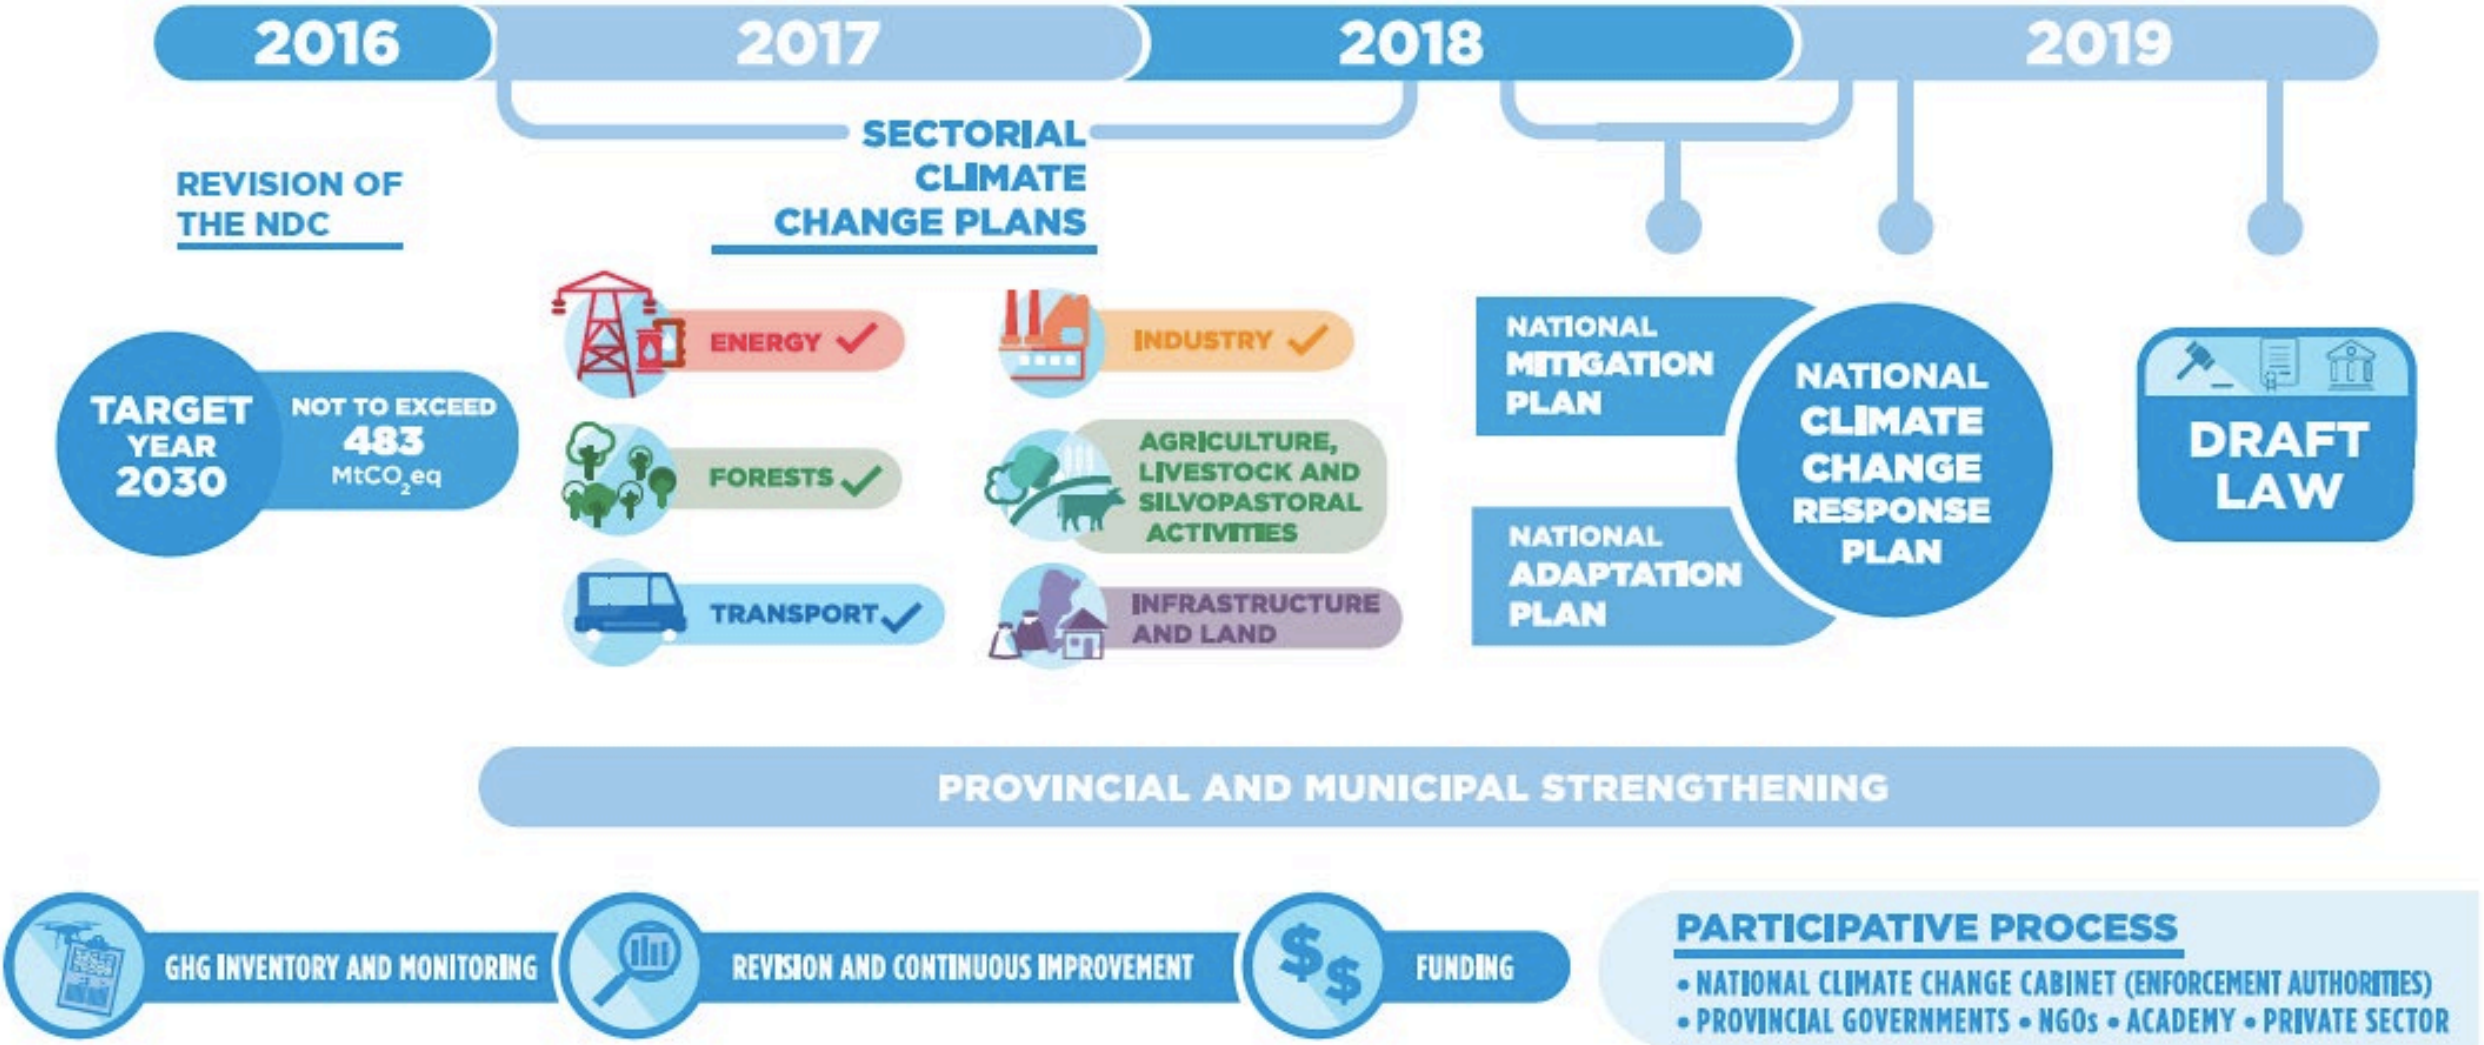 2016
2017
2018
2019
REVISION OF
THE NDC
SECTORIAL
CLIMATE
CHANGE PLANS
TARGET
YEAR
2030
NOT TO EXCEED
483
MtCO₂eq
ENERGY
FORESTS
TRANSPORT
INDUSTRY
AGRICULTURE,
LIVESTOCK AND
SILVOPASTORAL
ACTIVITIES
INFRASTRUCTURE
AND LAND
NATIONAL
MITIGATION
PLAN
NATIONAL
ADAPTATION
PLAN
NATIONAL
CLIMATE
CHANGE
RESPONSE
PLAN
DRAFT
LAW
PROVINCIAL AND MUNICIPAL STRENGTHENING
GHG INVENTORY AND MONITORING
REVISION AND CONTINUOUS IMPROVEMENT
$$
FUNDING
PARTICIPATIVE PROCESS
• NATIONAL CLIMATE CHANGE CABINET (ENFORCEMENT AUTHORITIES)
• PROVINCIAL GOVERNMENTS • NGOs • ACADEMY • PRIVATE SECTOR